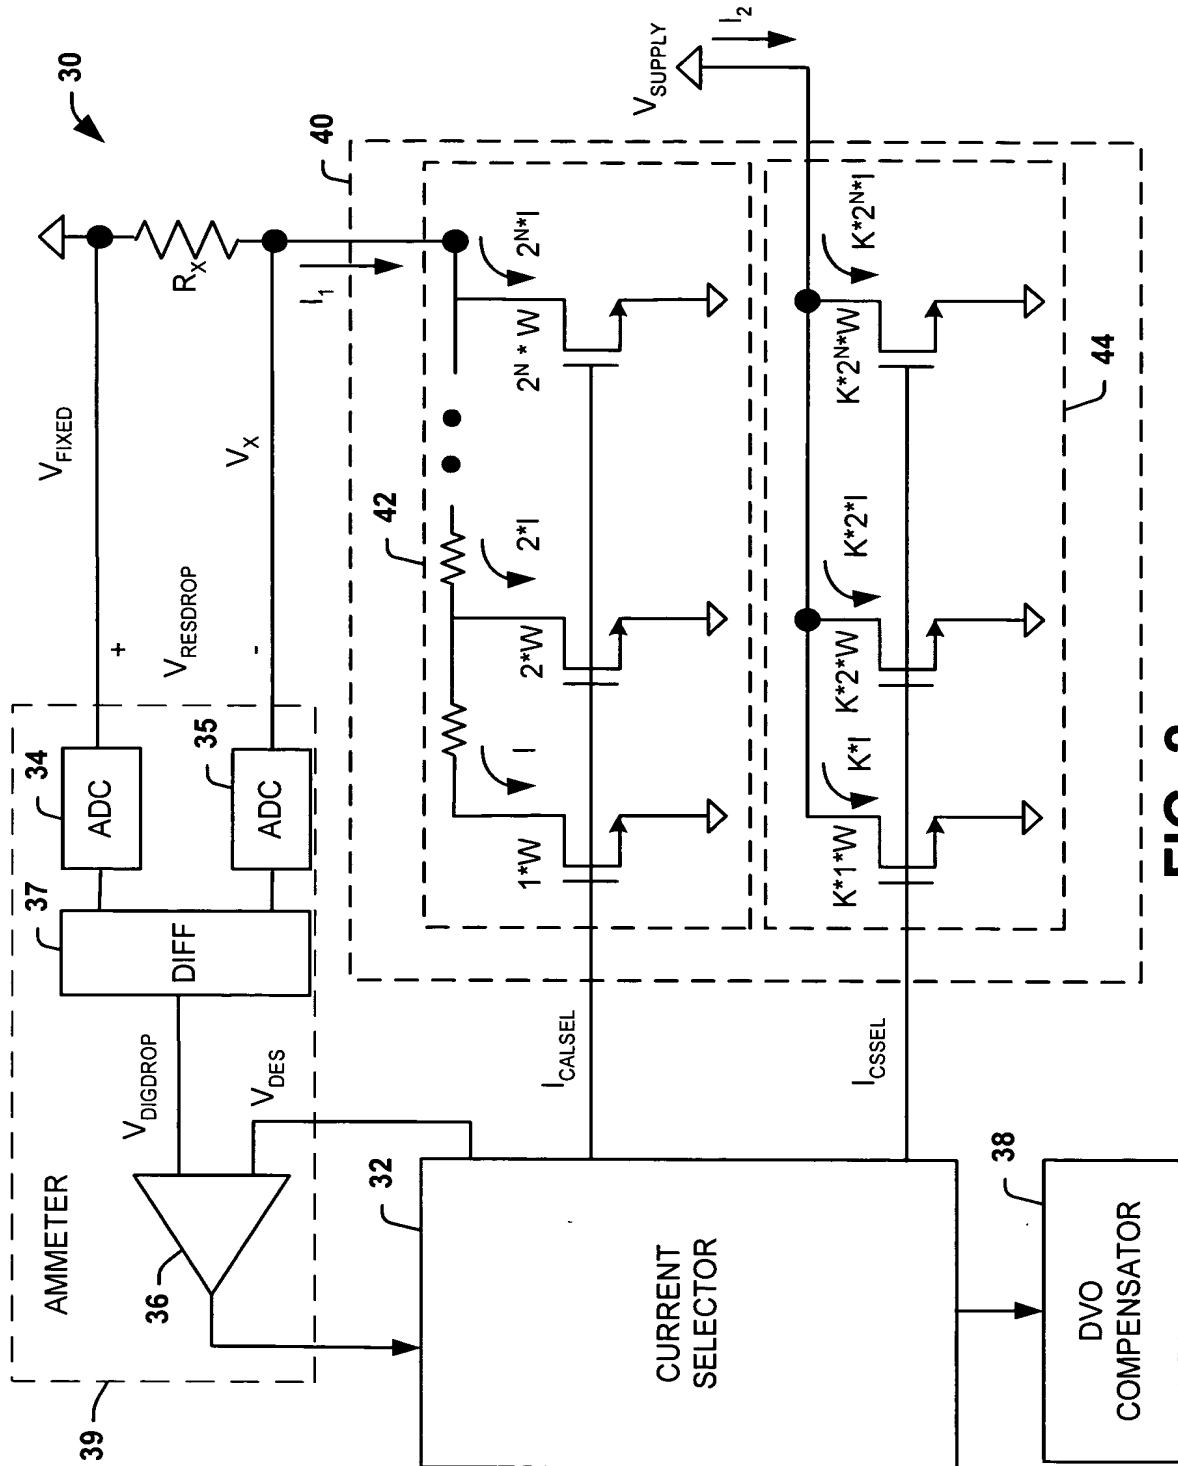 30
V_FIXED
R_X
V_X
+
V_RESDROP
-
I_1
AMMETER
39
34
ADC
35
ADC
37
DIFF
V_DIGDROP
V_DES
36
40
42
1*W
I
2*W
2*I
2^N * W
2^N*I
V_SUPPLY
I_2
K*1*W
K*I
K*2*W
K*2*I
K*2^N*W
K*2^N*I
44
I_CALSEL
I_CSSEL
32
CURRENT
SELECTOR
38
DVO
COMPENSATOR
FIG.